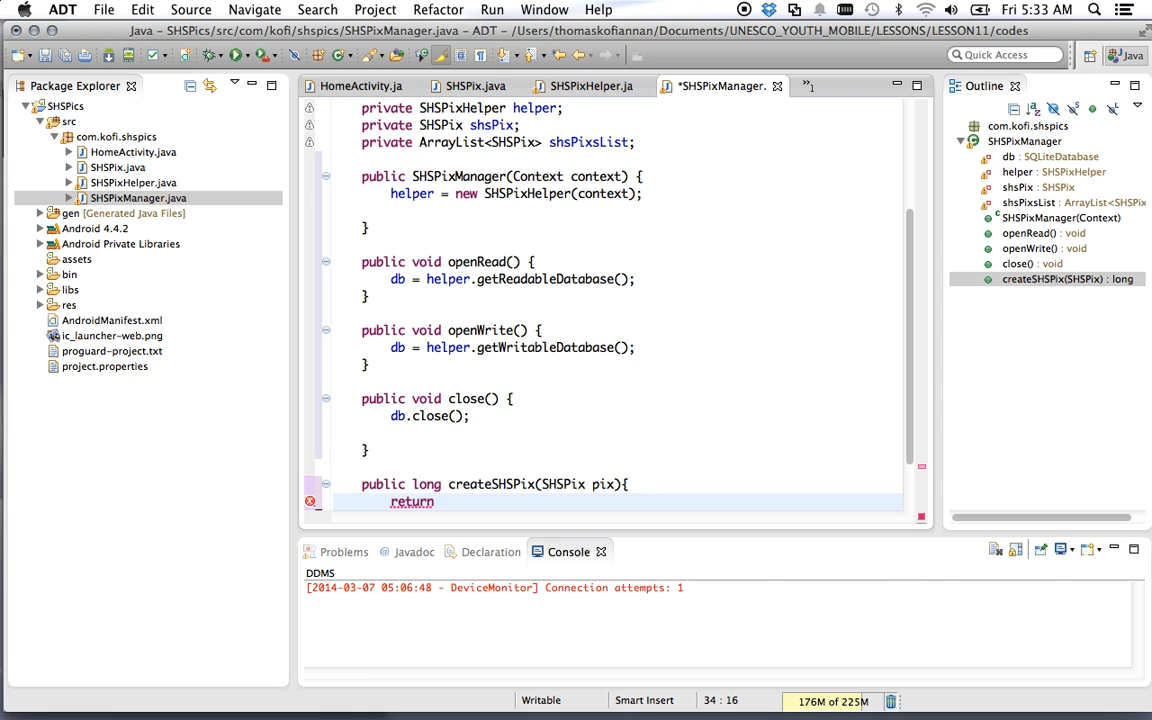 ADT File Edit Source Navigate Search Project Refactor Run Window Help Fri 5:33 AM
Java - SHSPics/src/com/kofi/shspics/SHSPixManager.java - ADT - /Users/thomaskofiannan/Documents/UNESCO_YOUTH_MOBILE/LESSONS/LESSON11/codes
Quick Access Java
Package Explorer
SHSPics
src
com.kofi.shspics
HomeActivity.java
SHSPix.java
SHSPixHelper.java
SHSPixManager.java
gen [Generated Java Files]
Android 4.4.2
Android Private Libraries
assets
bin
libs
res
AndroidManifest.xml
ic_launcher-web.png
proguard-project.txt
project.properties
HomeActivity.ja SHSPix.java SHSPixHelper.ja *SHSPixManager. »1
private SHSPixHelper helper;
private SHSPix shsPix;
private ArrayList<SHSPix> shsPixsList;
public SHSPixManager(Context context) {
helper = new SHSPixHelper(context);
}
public void openRead() {
db = helper.getReadableDatabase();
}
public void openWrite() {
db = helper.getWritableDatabase();
}
public void close() {
db.close();
}
public long createSHSPix(SHSPix pix){
return
Outline
com.kofi.shspics
SHSPixManager
db : SQLiteDatabase
helper : SHSPixHelper
shsPix : SHSPix
shsPixsList : ArrayList<SHSPix
SHSPixManager(Context)
openRead() : void
openWrite() : void
close() : void
createSHSPix(SHSPix) : long
Problems @ Javadoc Declaration Console
DDMS
[2014-03-07 05:06:48 - DeviceMonitor] Connection attempts: 1
Writable Smart Insert 34 : 16 176M of 225M